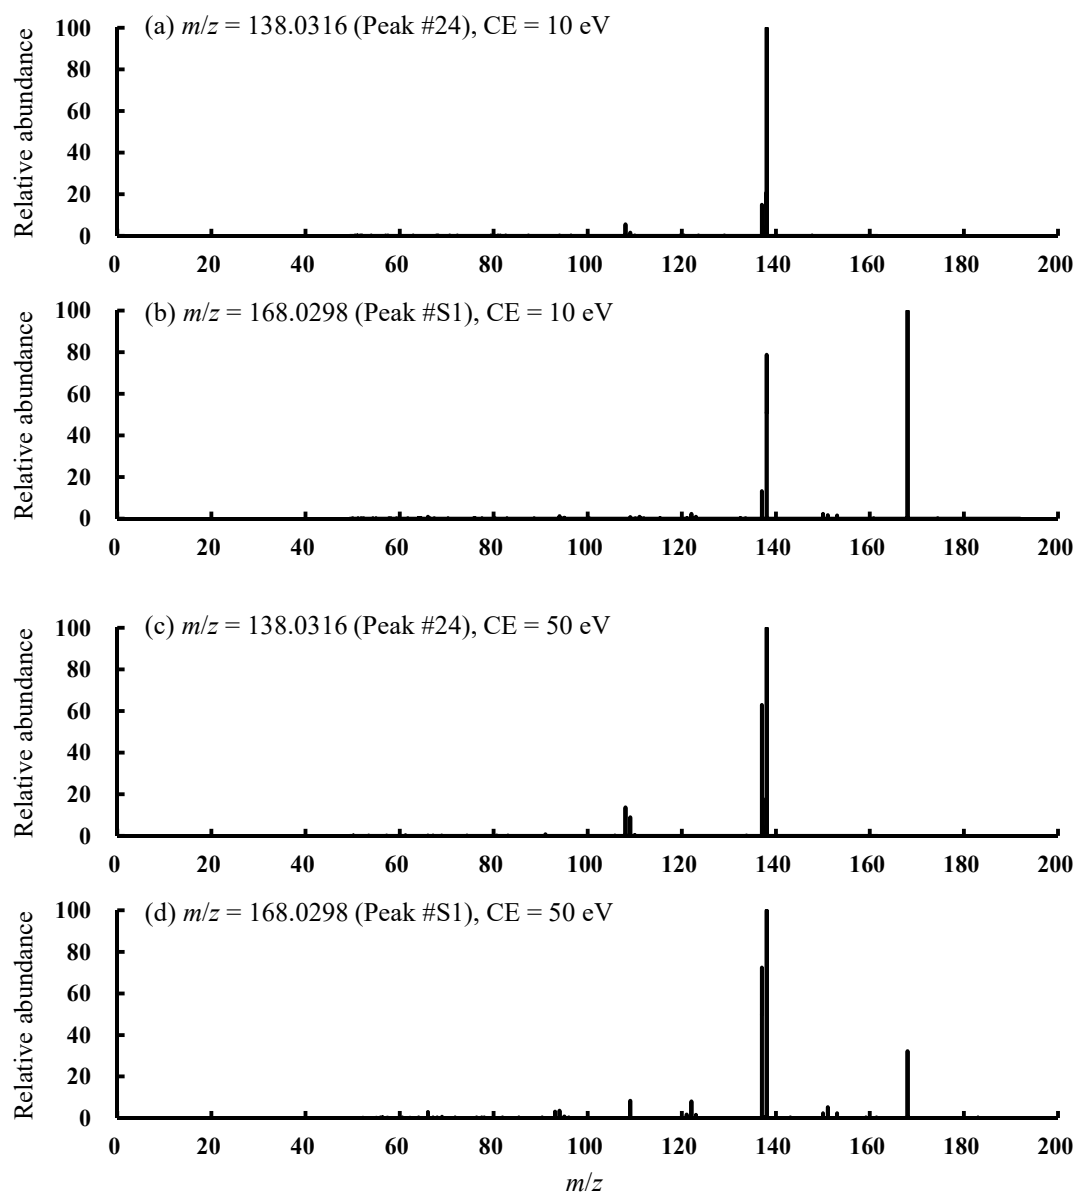 (a) m/z = 138.0316 (Peak #24), CE = 10 eV
Relative abundance
100
80
60
40
20
0
0 20 40 60 80 100 120 140 160 180 200
(b) m/z = 168.0298 (Peak #S1), CE = 10 eV
Relative abundance
100
80
60
40
20
0
0 20 40 60 80 100 120 140 160 180 200
(c) m/z = 138.0316 (Peak #24), CE = 50 eV
Relative abundance
100
80
60
40
20
0
0 20 40 60 80 100 120 140 160 180 200
(d) m/z = 168.0298 (Peak #S1), CE = 50 eV
Relative abundance
100
80
60
40
20
0
0 20 40 60 80 100 120 140 160 180 200
m/z